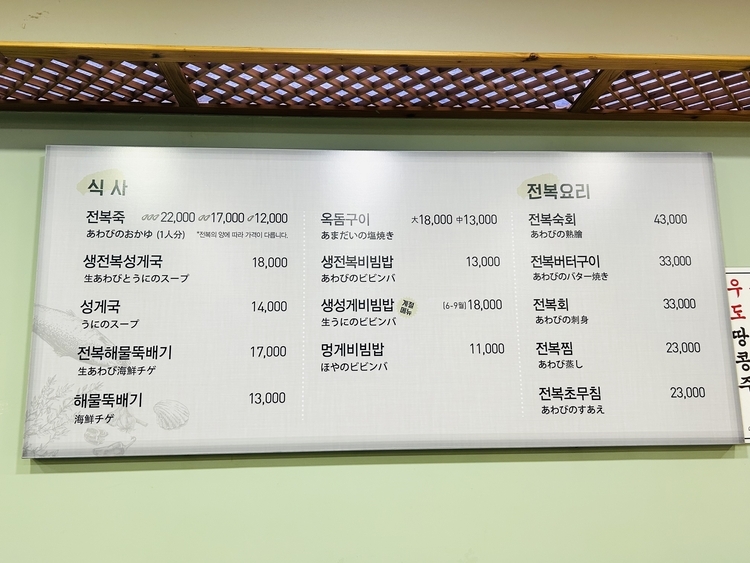 식 사
전복죽 22,000 17,000 12,000
あわびのおかゆ (1人分) *전복의 양에 따라 가격이 다릅니다.
생전복성게국 18,000
生あわびとうにのスープ
성게국 14,000
うにのスープ
전복해물뚝배기 17,000
生あわび海鮮チゲ
해물뚝배기 13,000
海鮮チゲ
옥돔구이 大18,000 中13,000
あまだいの塩焼き
생전복비빔밥 13,000
あわびのビビンバ
생성게비빔밥 계절메뉴 (6-9월)18,000
生うにのビビンバ
멍게비빔밥 11,000
ほやのビビンバ
전복요리
전복숙회 43,000
あわびの熱膾
전복버터구이 33,000
あわびのバター焼き
전복회 33,000
あわびの刺身
전복찜 23,000
あわび蒸し
전복초무침 23,000
あわびのすあえ
우도
땅콩주